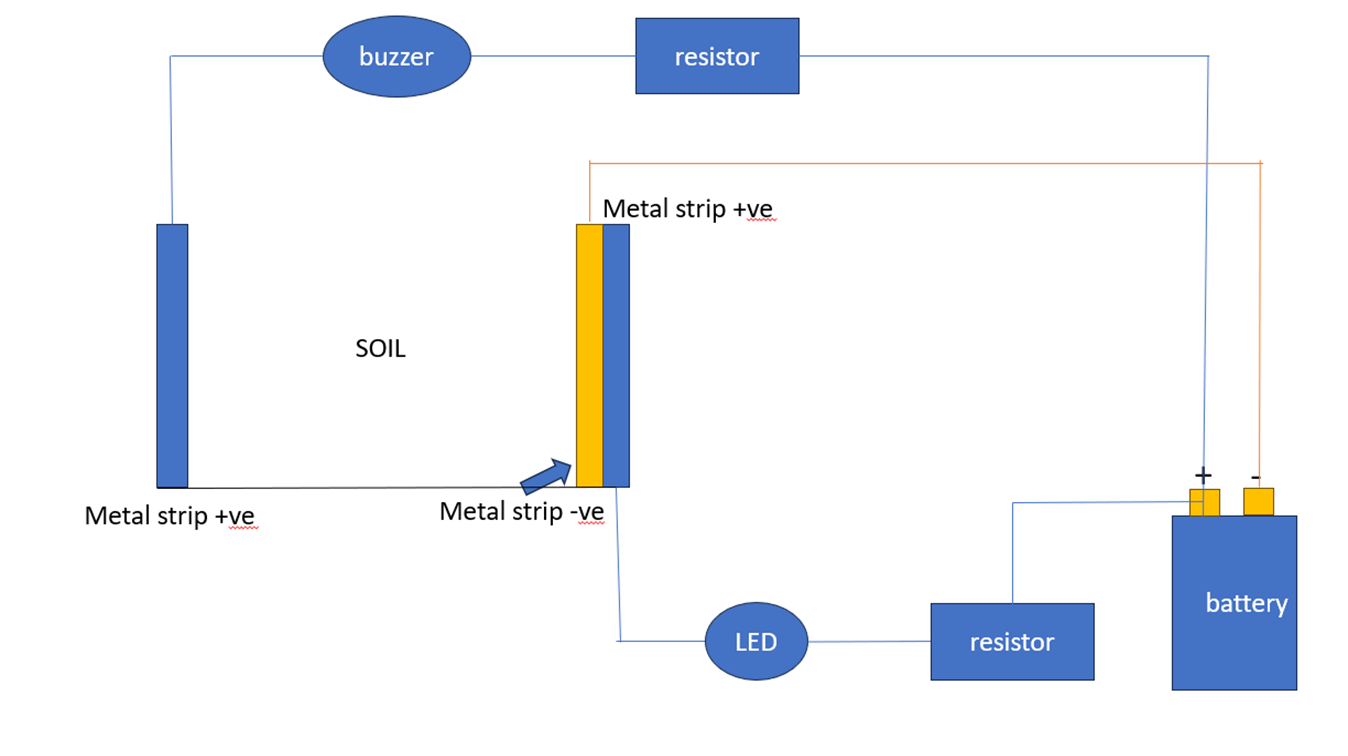 buzzer
resistor
Metal strip +ve
SOIL
Metal strip +ve
Metal strip -ve
+
-
battery
LED
resistor